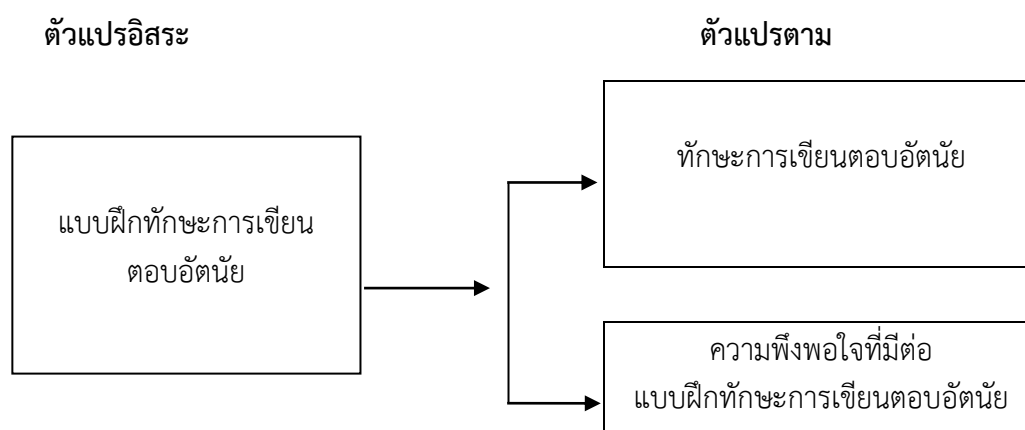 ตัวแปรอิสระ
ตัวแปรตาม
แบบฝึกทักษะการเขียน
ตอบอัตนัย
ทักษะการเขียนตอบอัตนัย
ความพึงพอใจที่มีต่อ
แบบฝึกทักษะการเขียนตอบอัตนัย